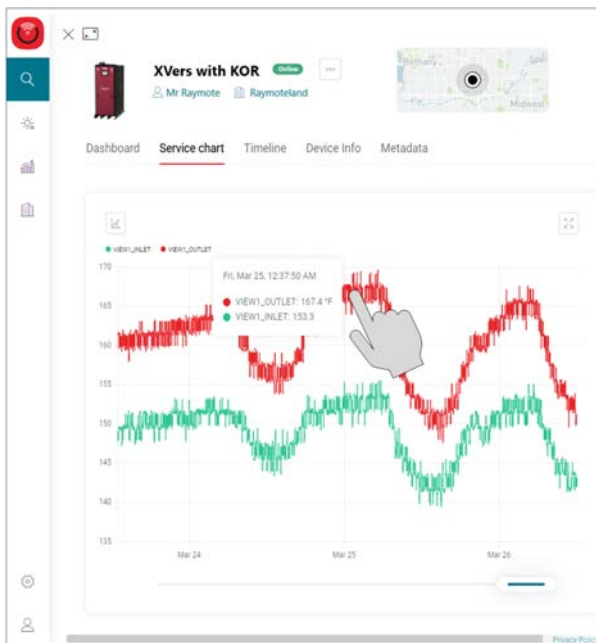 XVers with KOR Online ...
Mr Raymote Raymoteland
Bethany
Midwest
Dashboard Service chart Timeline Device Info Metadata
VIEW1_INLET VIEW1_OUTLET
Fri, Mar 25, 12:37:50 AM
VIEW1_OUTLET: 167.4 °F
VIEW1_INLET: 153.3
170
165
160
155
150
145
140
135
Mar 24 Mar 25 Mar 26
Privacy Polic